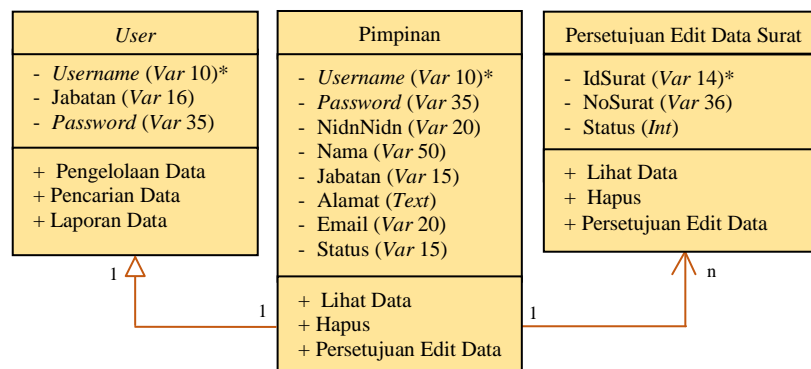 User
- Username (Var 10)*
- Jabatan (Var 16)
- Password (Var 35)
+ Pengelolaan Data
+ Pencarian Data
+ Laporan Data
Pimpinan
- Username (Var 10)*
- Password (Var 35)
- NidnNidn (Var 20)
- Nama (Var 50)
- Jabatan (Var 15)
- Alamat (Text)
- Email (Var 20)
- Status (Var 15)
+ Lihat Data
+ Hapus
+ Persetujuan Edit Data
Persetujuan Edit Data Surat
- IdSurat (Var 14)*
- NoSurat (Var 36)
- Status (Int)
+ Lihat Data
+ Hapus
+ Persetujuan Edit Data
1
1
1
n